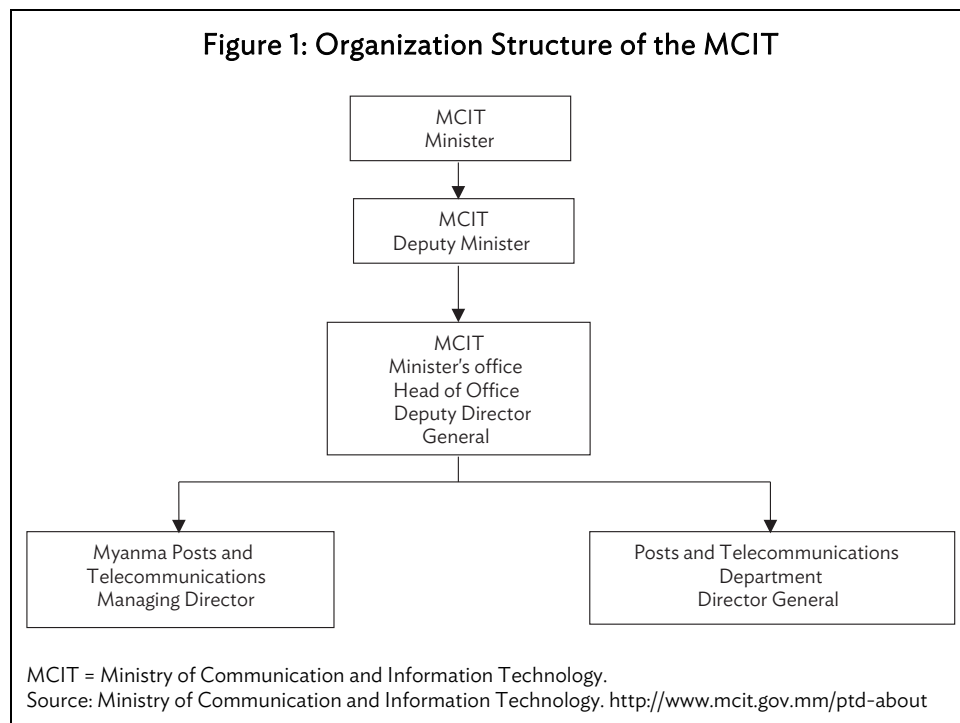 Figure 1: Organization Structure of the MCIT
MCIT
Minister
MCIT
Deputy Minister
MCIT
Minister's office
Head of Office
Deputy Director
General
Myanma Posts and
Telecommunications
Managing Director
Posts and Telecommunications
Department
Director General
MCIT = Ministry of Communication and Information Technology.
Source: Ministry of Communication and Information Technology. http://www.mcit.gov.mm/ptd-about